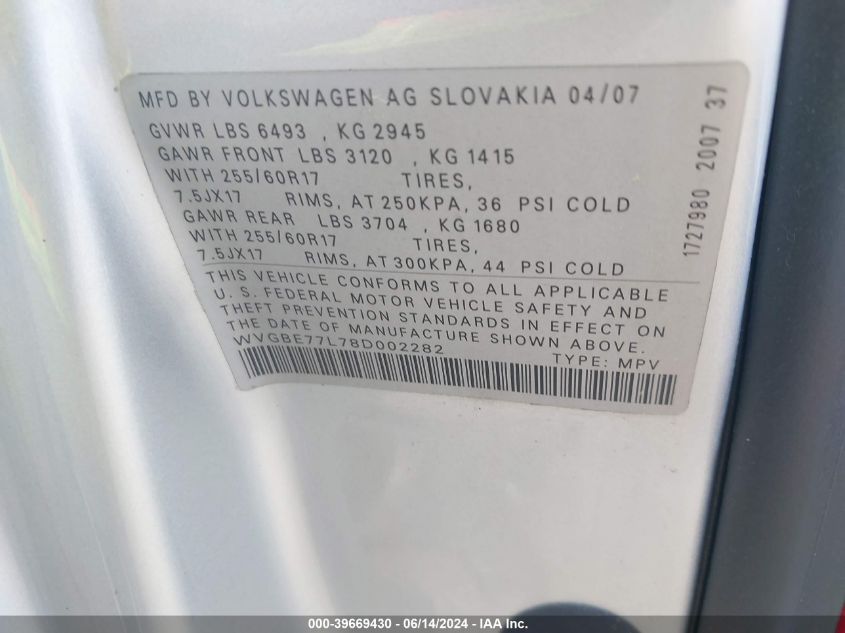 MFD BY VOLKSWAGEN AG SLOVAKIA 04/07
GVWR LBS 6493 , KG 2945
GAWR FRONT LBS 3120 , KG 1415
WITH 255/60R17 TIRES,
7.5JX17 RIMS, AT 250KPA, 36 PSI COLD
GAWR REAR LBS 3704 , KG 1680
WITH 255/60R17 TIRES,
7.5JX17 RIMS, AT 300KPA, 44 PSI COLD
THIS VEHICLE CONFORMS TO ALL APPLICABLE
U. S. FEDERAL MOTOR VEHICLE SAFETY AND
THEFT PREVENTION STANDARDS IN EFFECT ON
THE DATE OF MANUFACTURE SHOWN ABOVE.
WVGBE77L78D002282 TYPE: MPV
1727980 2007 37
000-39669430 - 06/14/2024 - IAA Inc.